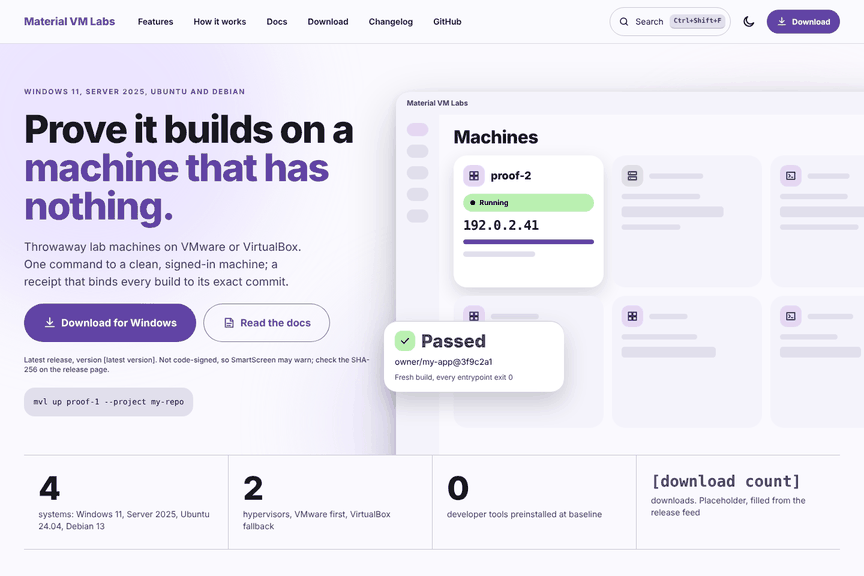 Material VM Labs
Features
How it works
Docs
Download
Changelog
GitHub
Search
Ctrl+Shift+F
Download
WINDOWS 11, SERVER 2025, UBUNTU AND DEBIAN
Prove it builds on a
machine that has
nothing.
Throwaway lab machines on VMware or VirtualBox.
One command to a clean, signed-in machine; a
receipt that binds every build to its exact commit.
Download for Windows
Read the docs
Latest release, version [latest version]. Not code-signed, so SmartScreen may warn; check the SHA-
256 on the release page.
mvl up proof-1 --project my-repo
Material VM Labs
Machines
proof-2
Running
192.0.2.41
Passed
owner/my-app@3f9c2a1
Fresh build, every entrypoint exit 0
4
systems: Windows 11, Server 2025, Ubuntu
24.04, Debian 13
2
hypervisors, VMware first, VirtualBox
fallback
0
developer tools preinstalled at baseline
[download count]
downloads. Placeholder, filled from the
release feed